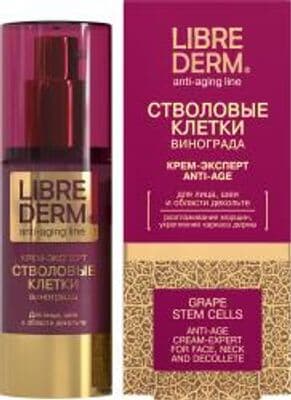 LIBRE
DERM®
anti-aging line
СТВОЛОВЫЕ
КЛЕТКИ
ВИНОГРАДА
КРЕМ-ЭКСПЕРТ
ANTI-AGE
для лица, шеи
и области декольте
разглаживание морщин,
укрепление каркаса дермы
GRAPE
STEM CELLS
ANTI-AGE
CREAM-EXPERT
FOR FACE, NECK
AND DECOLLETE
LIBRE
DERM®
anti-aging line
КРЕМ-ЭКСПЕРТ
СТВОЛОВЫЕ
КЛЕТКИ
ВИНОГРАДА
Для лица, шеи
и области декольте